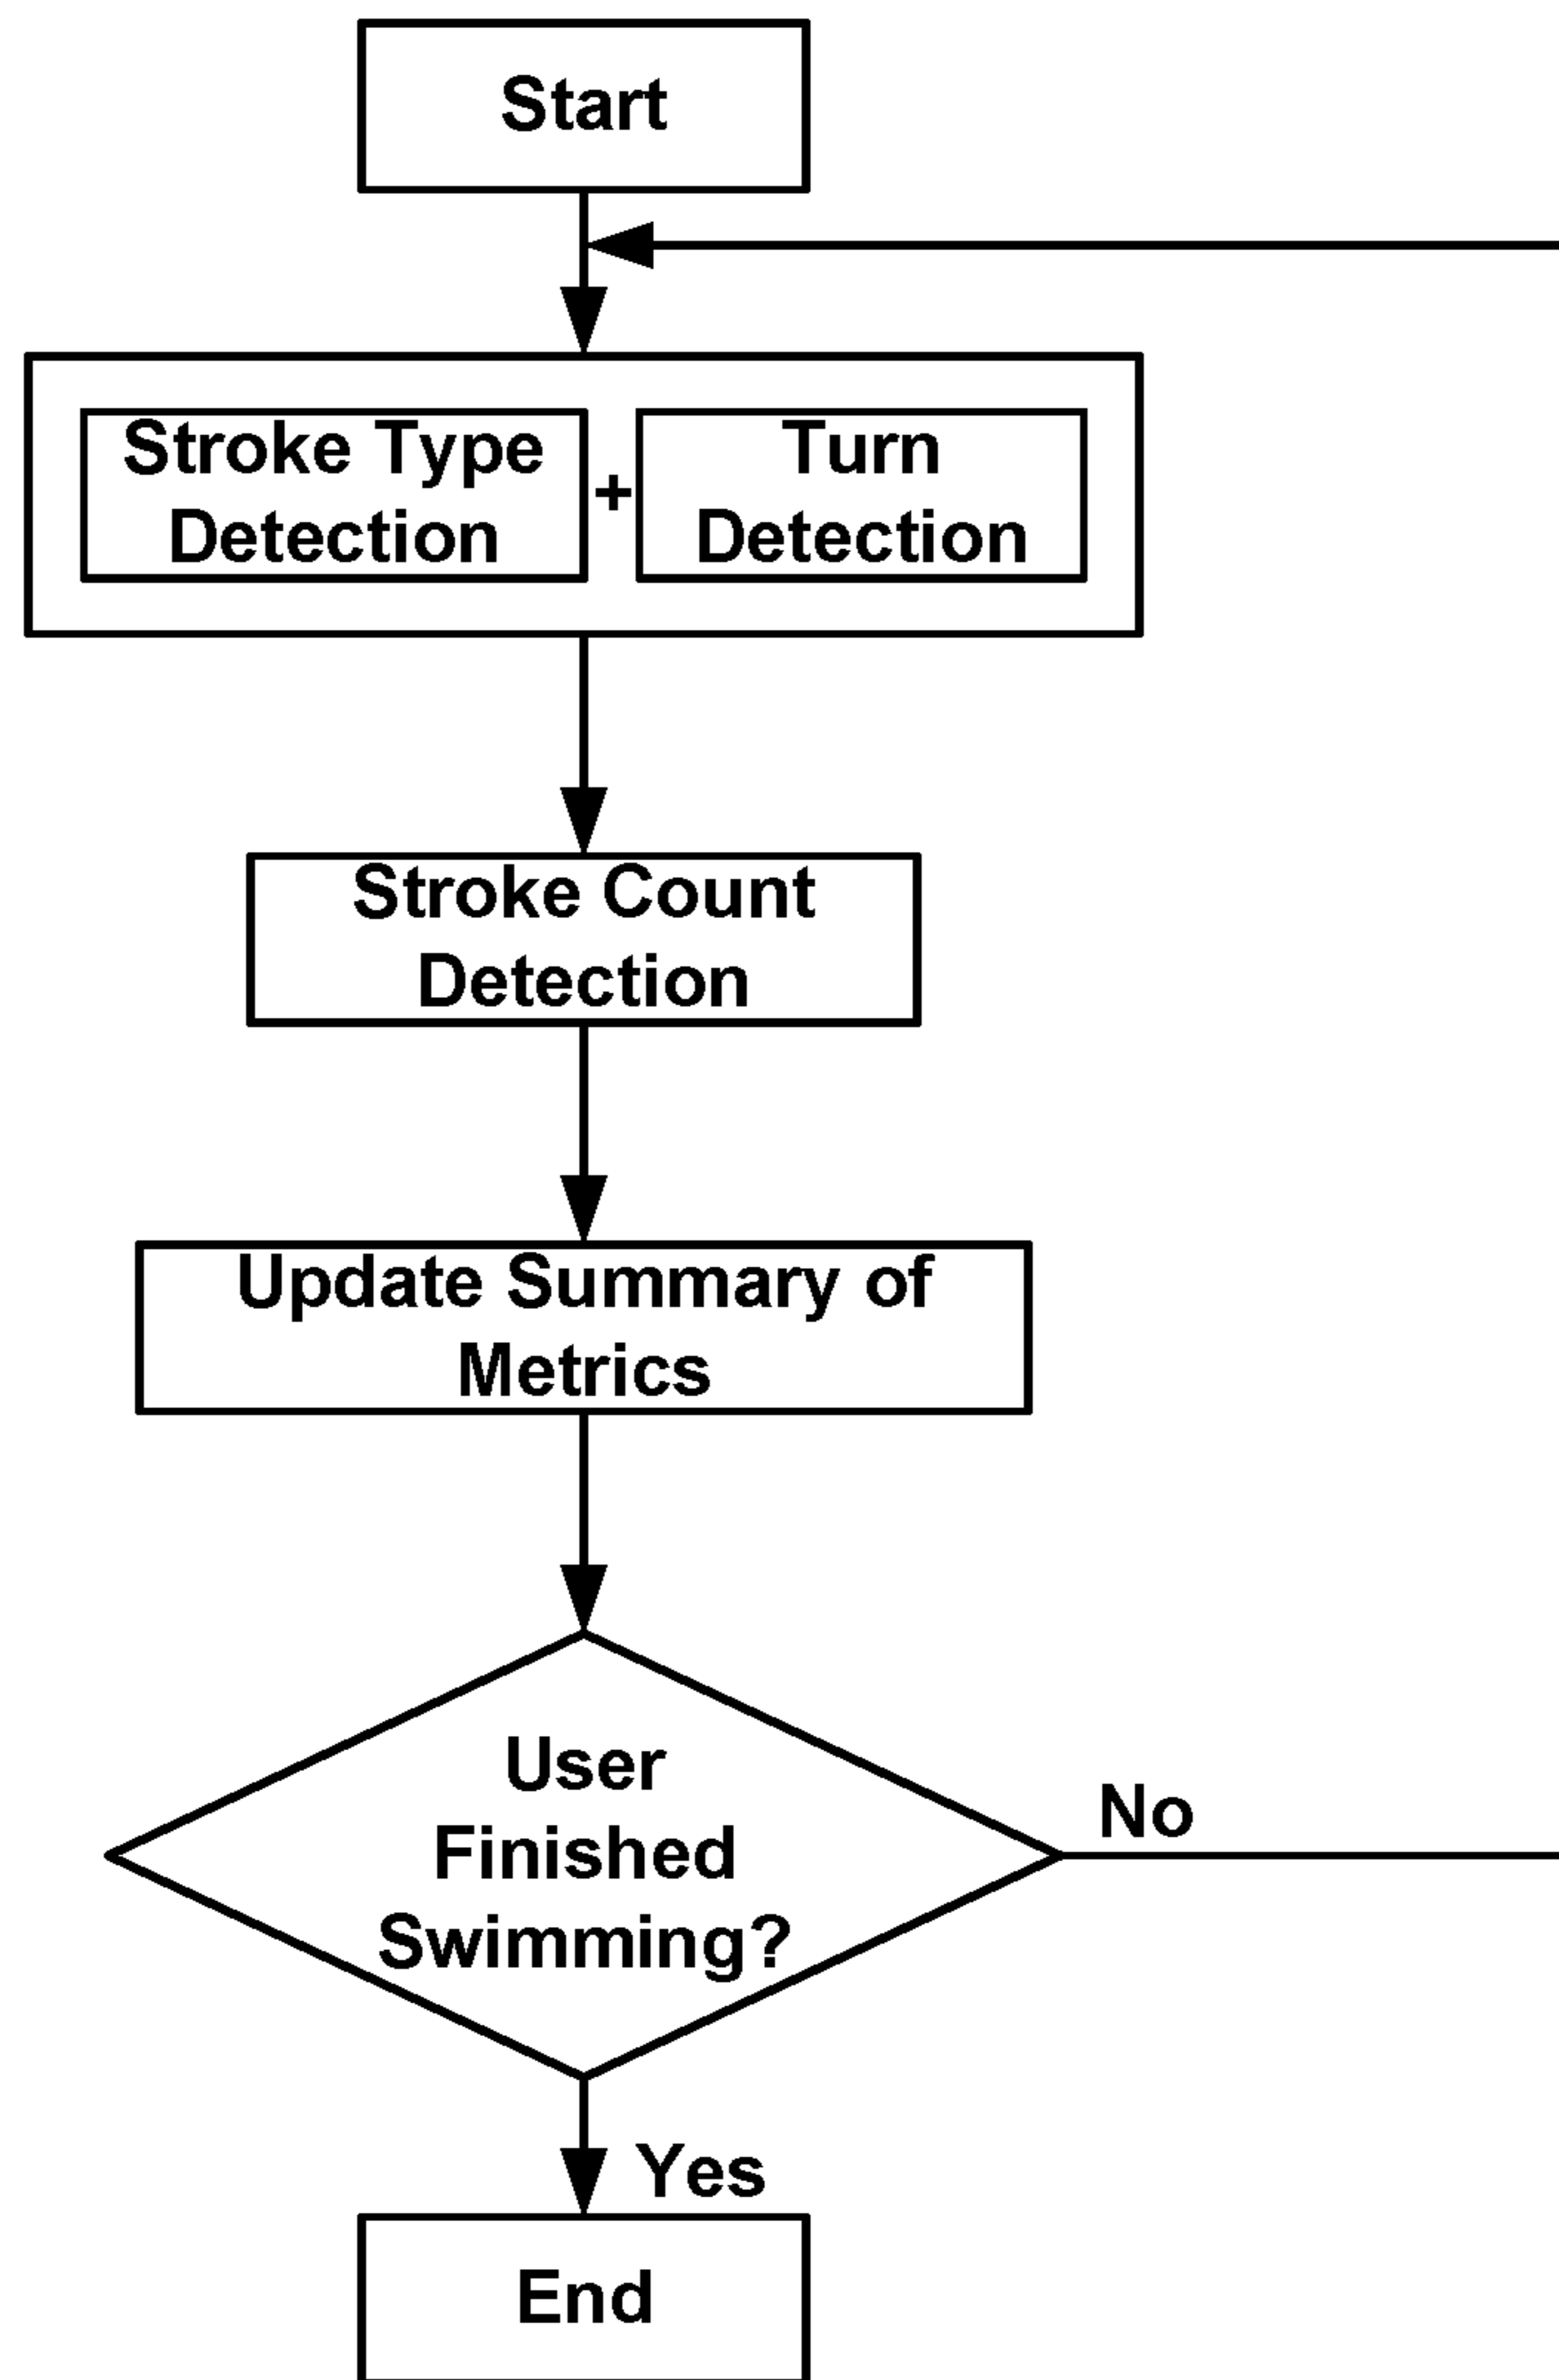 Start
Stroke Type
Detection
+
Turn
Detection
Stroke Count
Detection
Update Summary of
Metrics
User
Finished
Swimming?
No
Yes
End